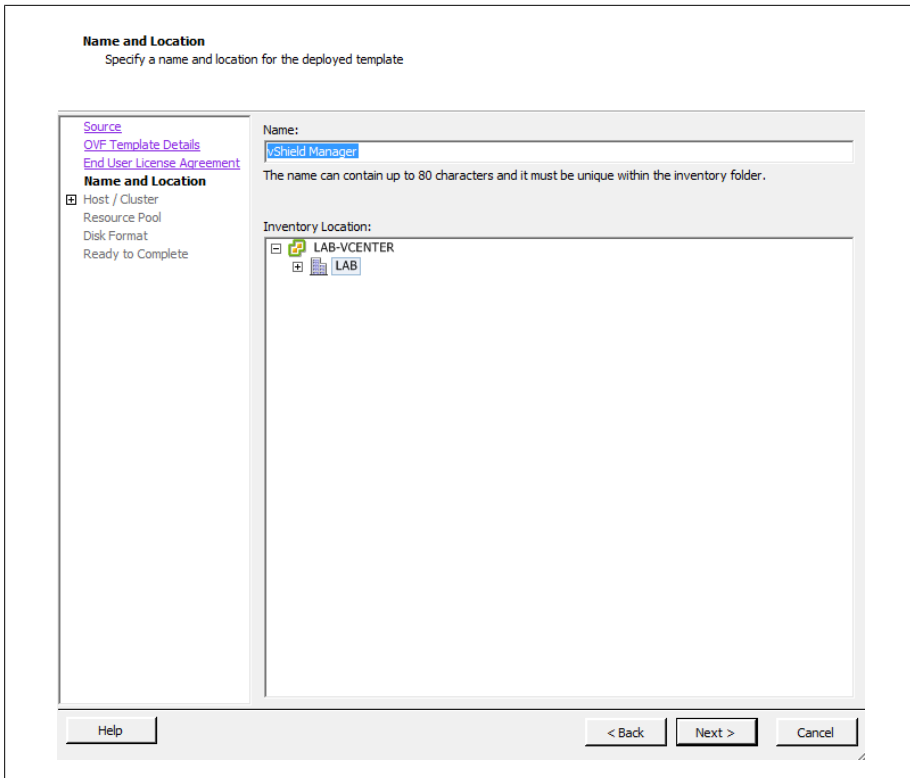 Name and Location
Specify a name and location for the deployed template
Source
OVF Template Details
End User License Agreement
Name and Location
Host / Cluster
Resource Pool
Disk Format
Ready to Complete
Name:
vShield Manager
The name can contain up to 80 characters and it must be unique within the inventory folder.
Inventory Location:
LAB-VCENTER
LAB
Help
< Back
Next >
Cancel